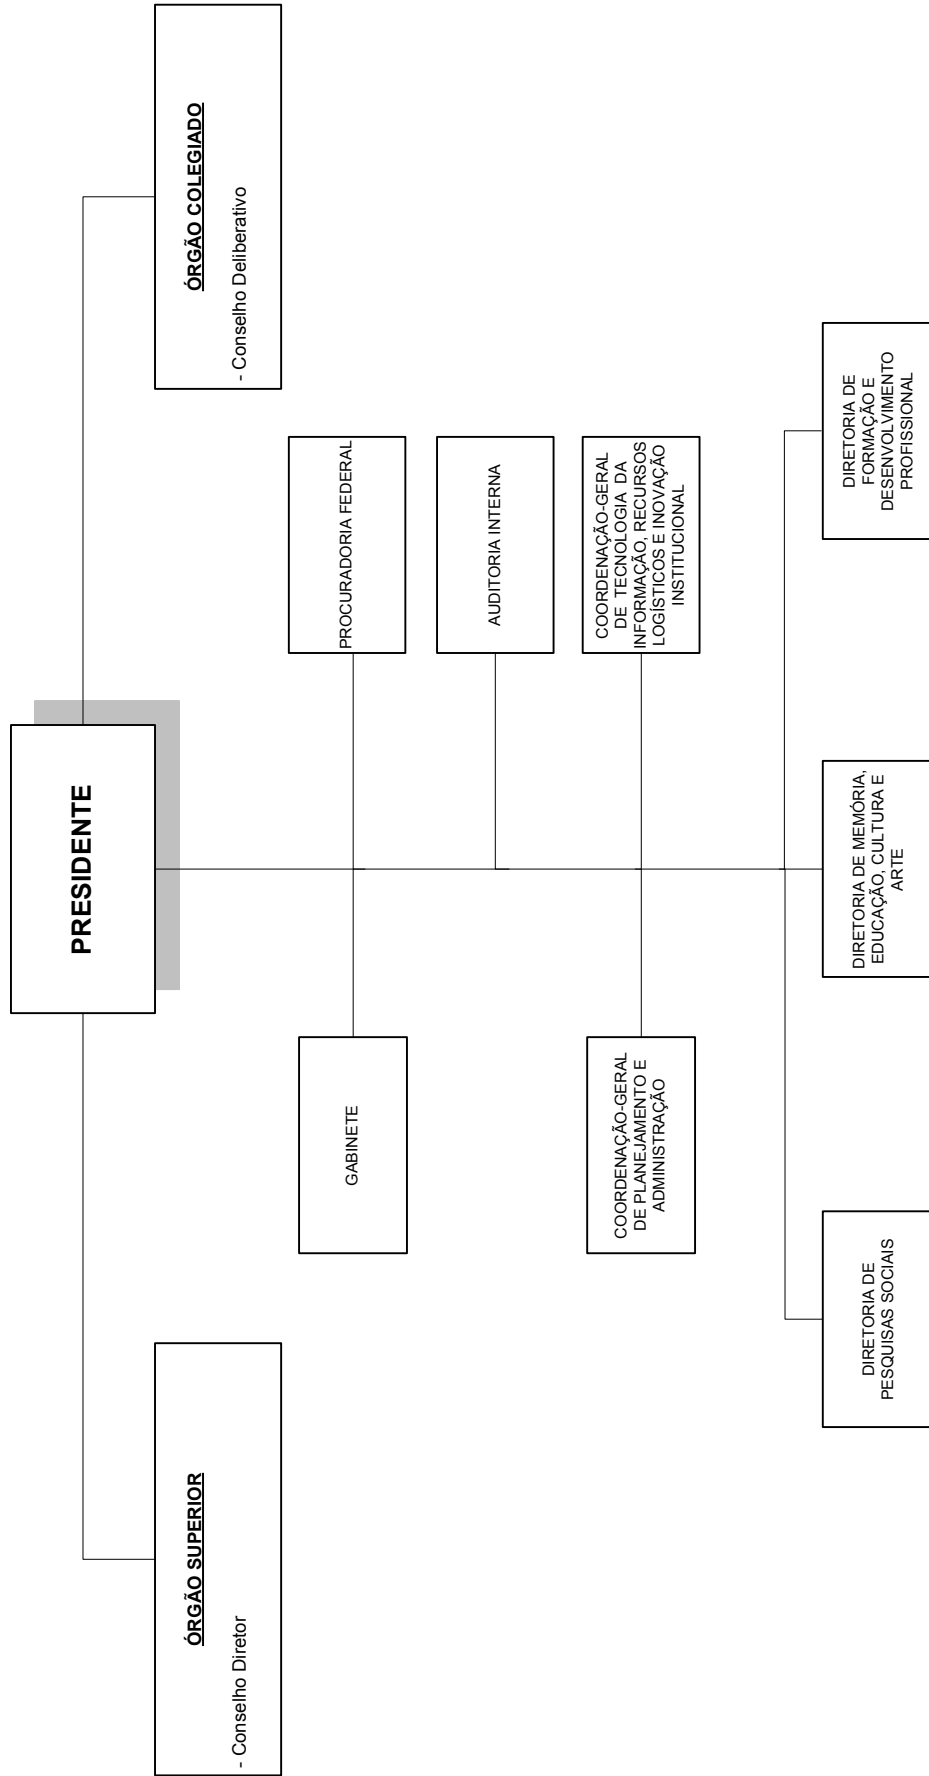 PRESIDENTE
ÓRGÃO SUPERIOR
- Conselho Diretor
ÓRGÃO COLEGIADO
- Conselho Deliberativo
GABINETE
PROCURADORIA FEDERAL
AUDITORIA INTERNA
COORDENAÇÃO-GERAL
DE PLANEJAMENTO E
ADMINISTRAÇÃO
COORDENAÇÃO-GERAL
DE TECNOLOGIA DA
INFORMAÇÃO, RECURSOS
LOGÍSTICOS E INOVAÇÃO
INSTITUCIONAL
DIRETORIA DE
PESQUISAS SOCIAIS
DIRETORIA DE MEMÓRIA,
EDUCAÇÃO, CULTURA E
ARTE
DIRETORIA DE
FORMAÇÃO E
DESENVOLVIMENTO
PROFISSIONAL